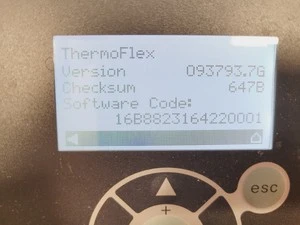 ThermoFlex
Version 093793.7G
Checksum 647B
Software Code:
16B8823164220001
esc
+